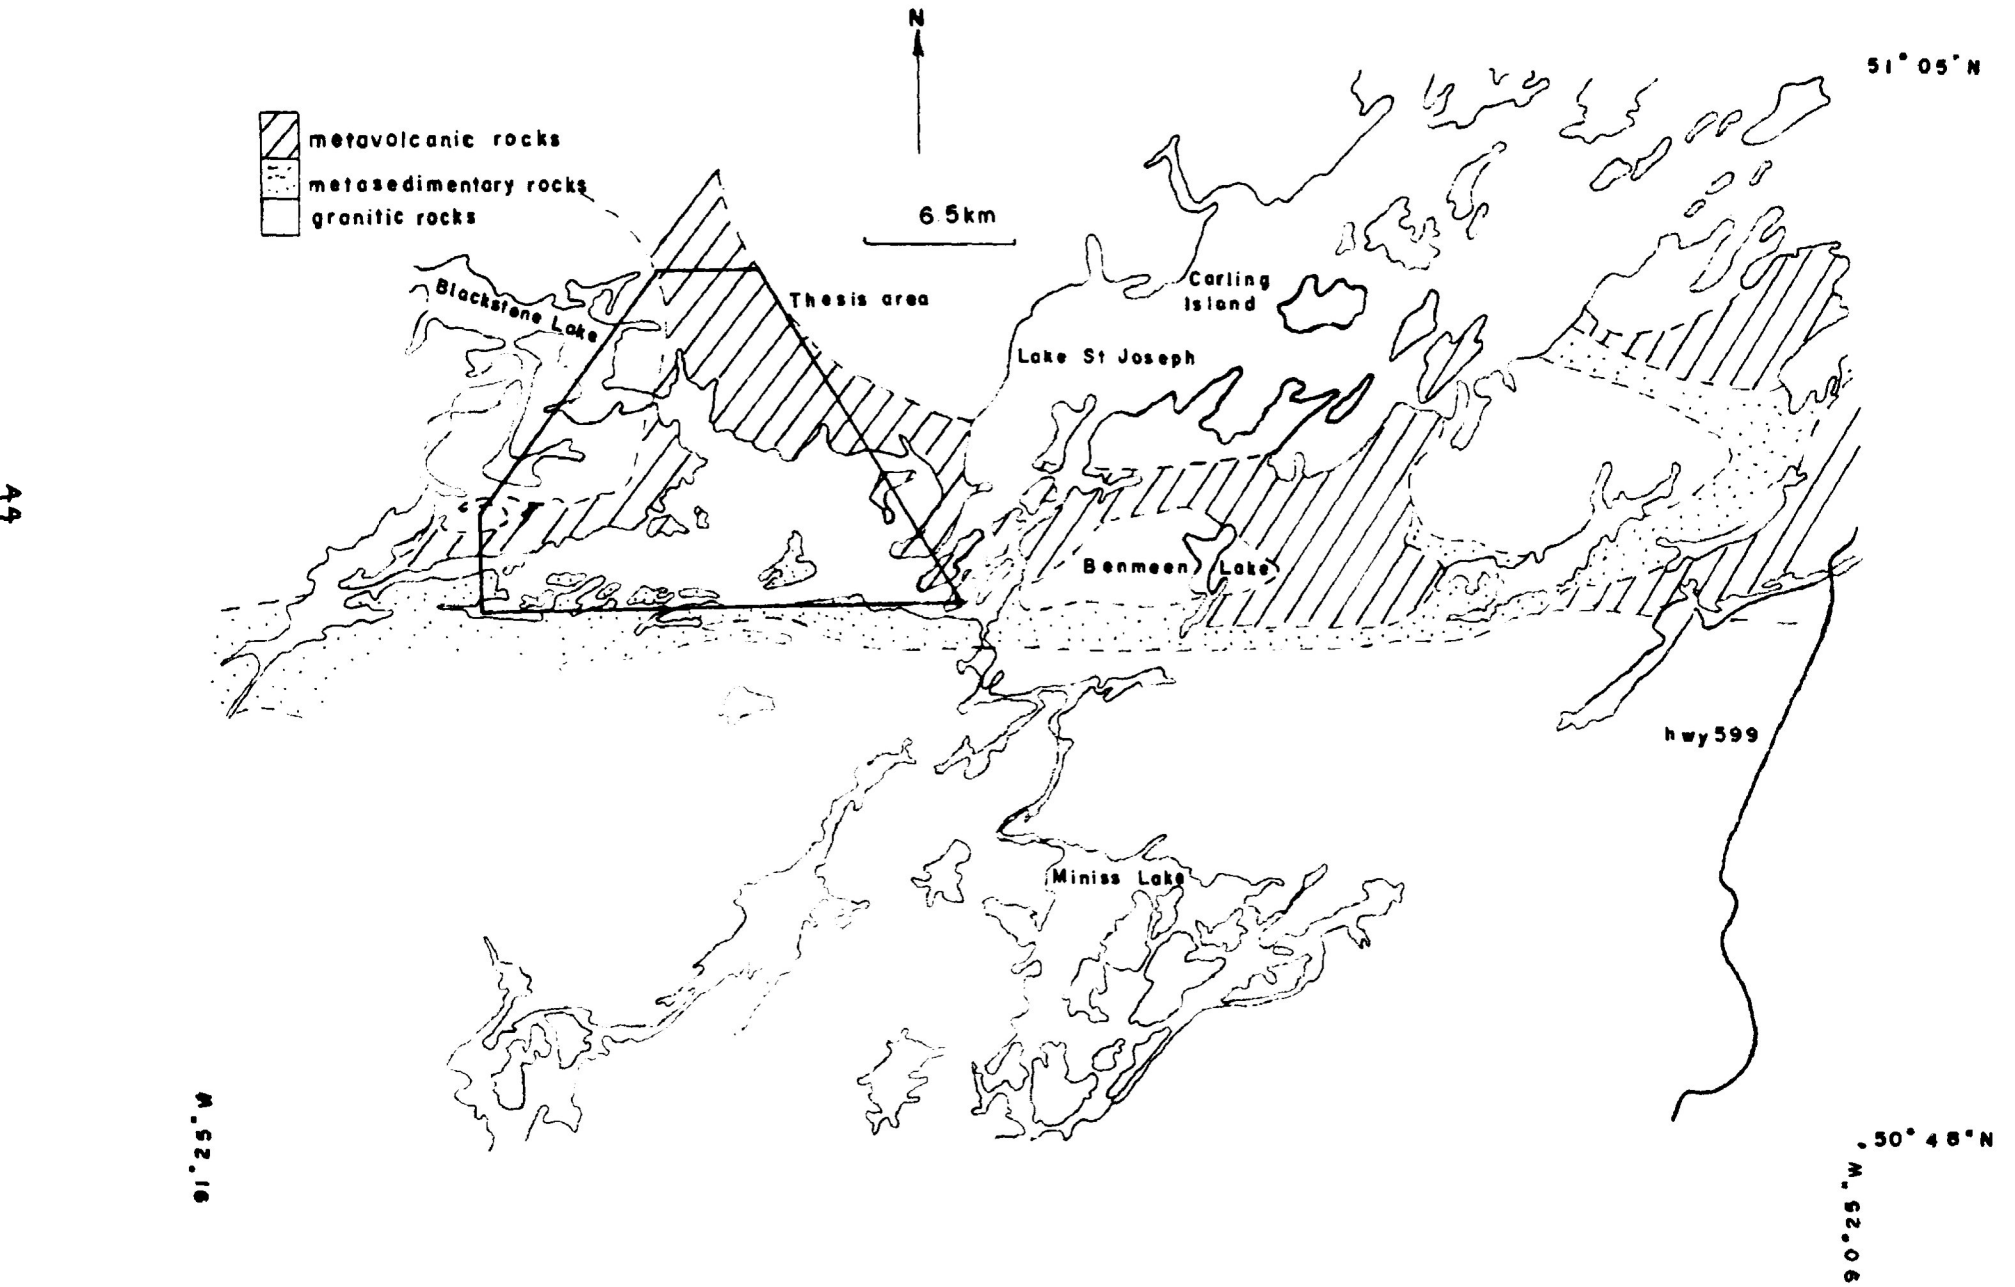 N
51° 05' N
metavolcanic rocks
metasedimentary rocks
granitic rocks
6.5km
Blackstone Lake
Thesis area
Carling
Island
Lake St Joseph
44
Benmeen Lake
hwy 599
Miniss Lake
91° 25" W
50° 48" N
90° 25" W